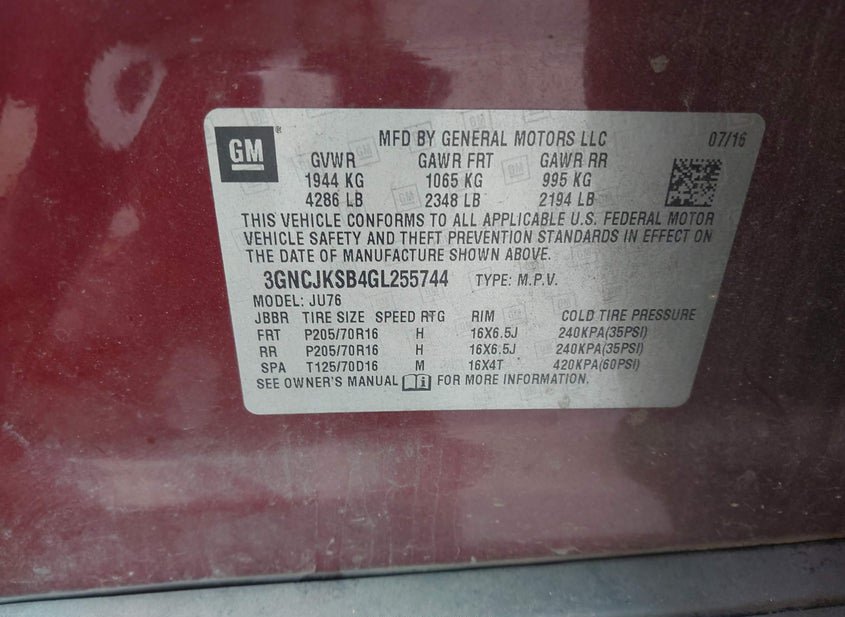 GM
MFD BY GENERAL MOTORS LLC 07/16
GVWR GAWR FRT GAWR RR
1944 KG 1065 KG 995 KG
4286 LB 2348 LB 2194 LB
THIS VEHICLE CONFORMS TO ALL APPLICABLE U.S. FEDERAL MOTOR
VEHICLE SAFETY AND THEFT PREVENTION STANDARDS IN EFFECT ON
THE DATE OF MANUFACTURE SHOWN ABOVE.
3GNCJKSB4GL255744 TYPE: M.P.V.
MODEL: JU76
JBBR TIRE SIZE SPEED RTG RIM COLD TIRE PRESSURE
FRT P205/70R16 H 16X6.5J 240KPA(35PSI)
RR P205/70R16 H 16X6.5J 240KPA(35PSI)
SPA T125/70D16 M 16X4T 420KPA(60PSI)
SEE OWNER'S MANUAL FOR MORE INFORMATION.